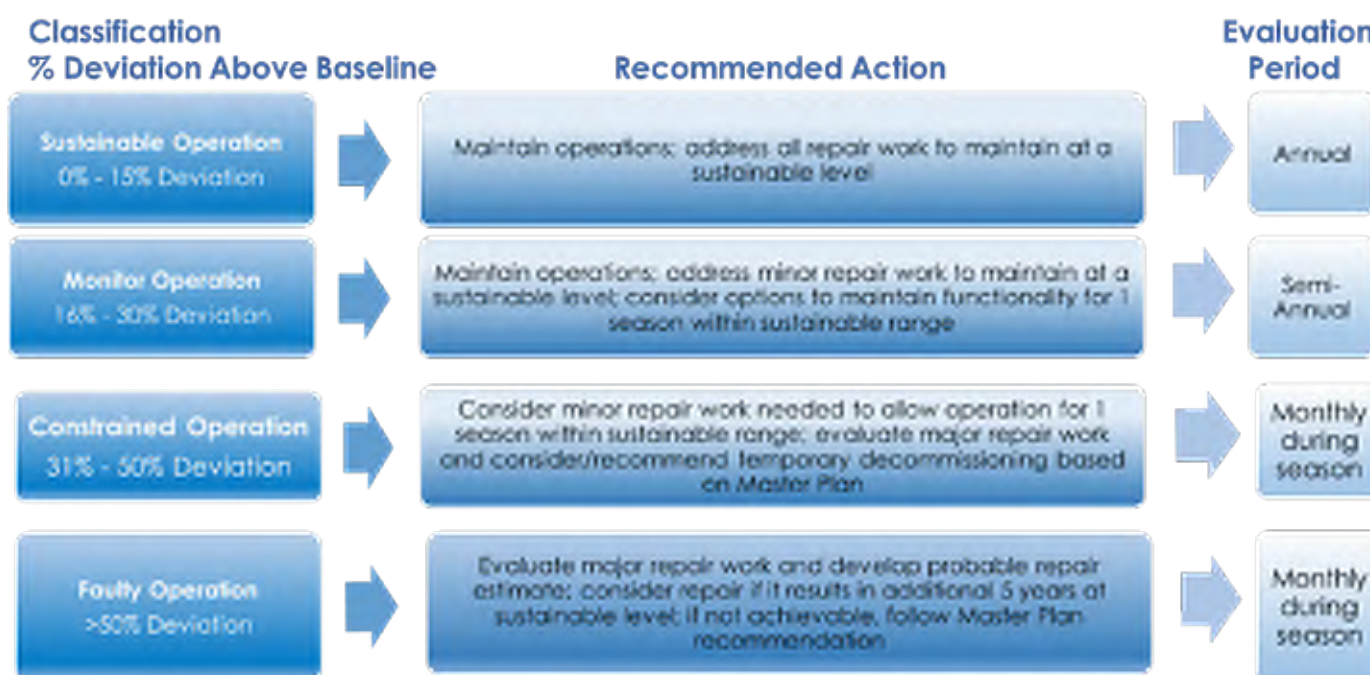 Classification
% Deviation Above Baseline
Recommended Action
Evaluation
Period
Sustainable Operation
0% - 15% Deviation
Maintain operations; address all repair work to maintain at a
sustainable level
Annual
Monitor Operation
16% - 30% Deviation
Maintain operations; address minor repair work to maintain at a
sustainable level; consider options to maintain functionality for 1
season within sustainable range
Semi-
Annual
Constrained Operation
31% - 50% Deviation
Consider minor repair work needed to allow operation for 1
season within sustainable range; evaluate major repair work
and consider/recommend temporary decommissioning based
on Master Plan
Monthly
during
season
Faulty Operation
>50% Deviation
Evaluate major repair work and develop probable repair
estimate; consider repair if it results in additional 5 years at
sustainable level; if not achievable, follow Master Plan
recommendation
Monthly
during
season